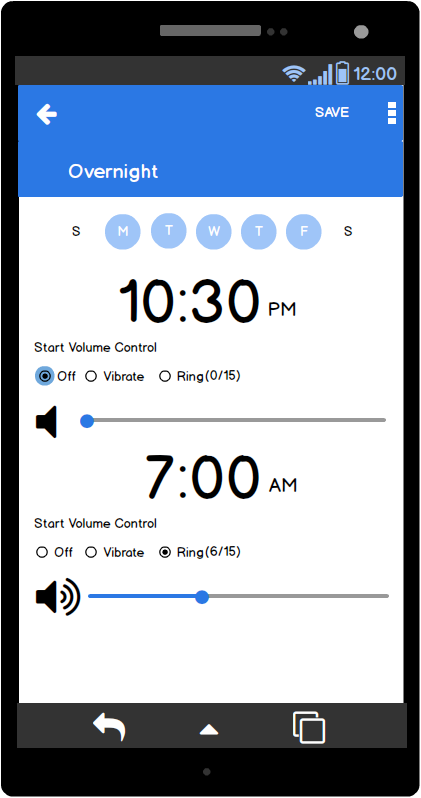 12:00
SAVE
Overnight
S M T W T F S
10:30 PM
Start Volume Control
Off Vibrate Ring(0/15)
7:00 AM
Start Volume Control
Off Vibrate Ring(6/15)